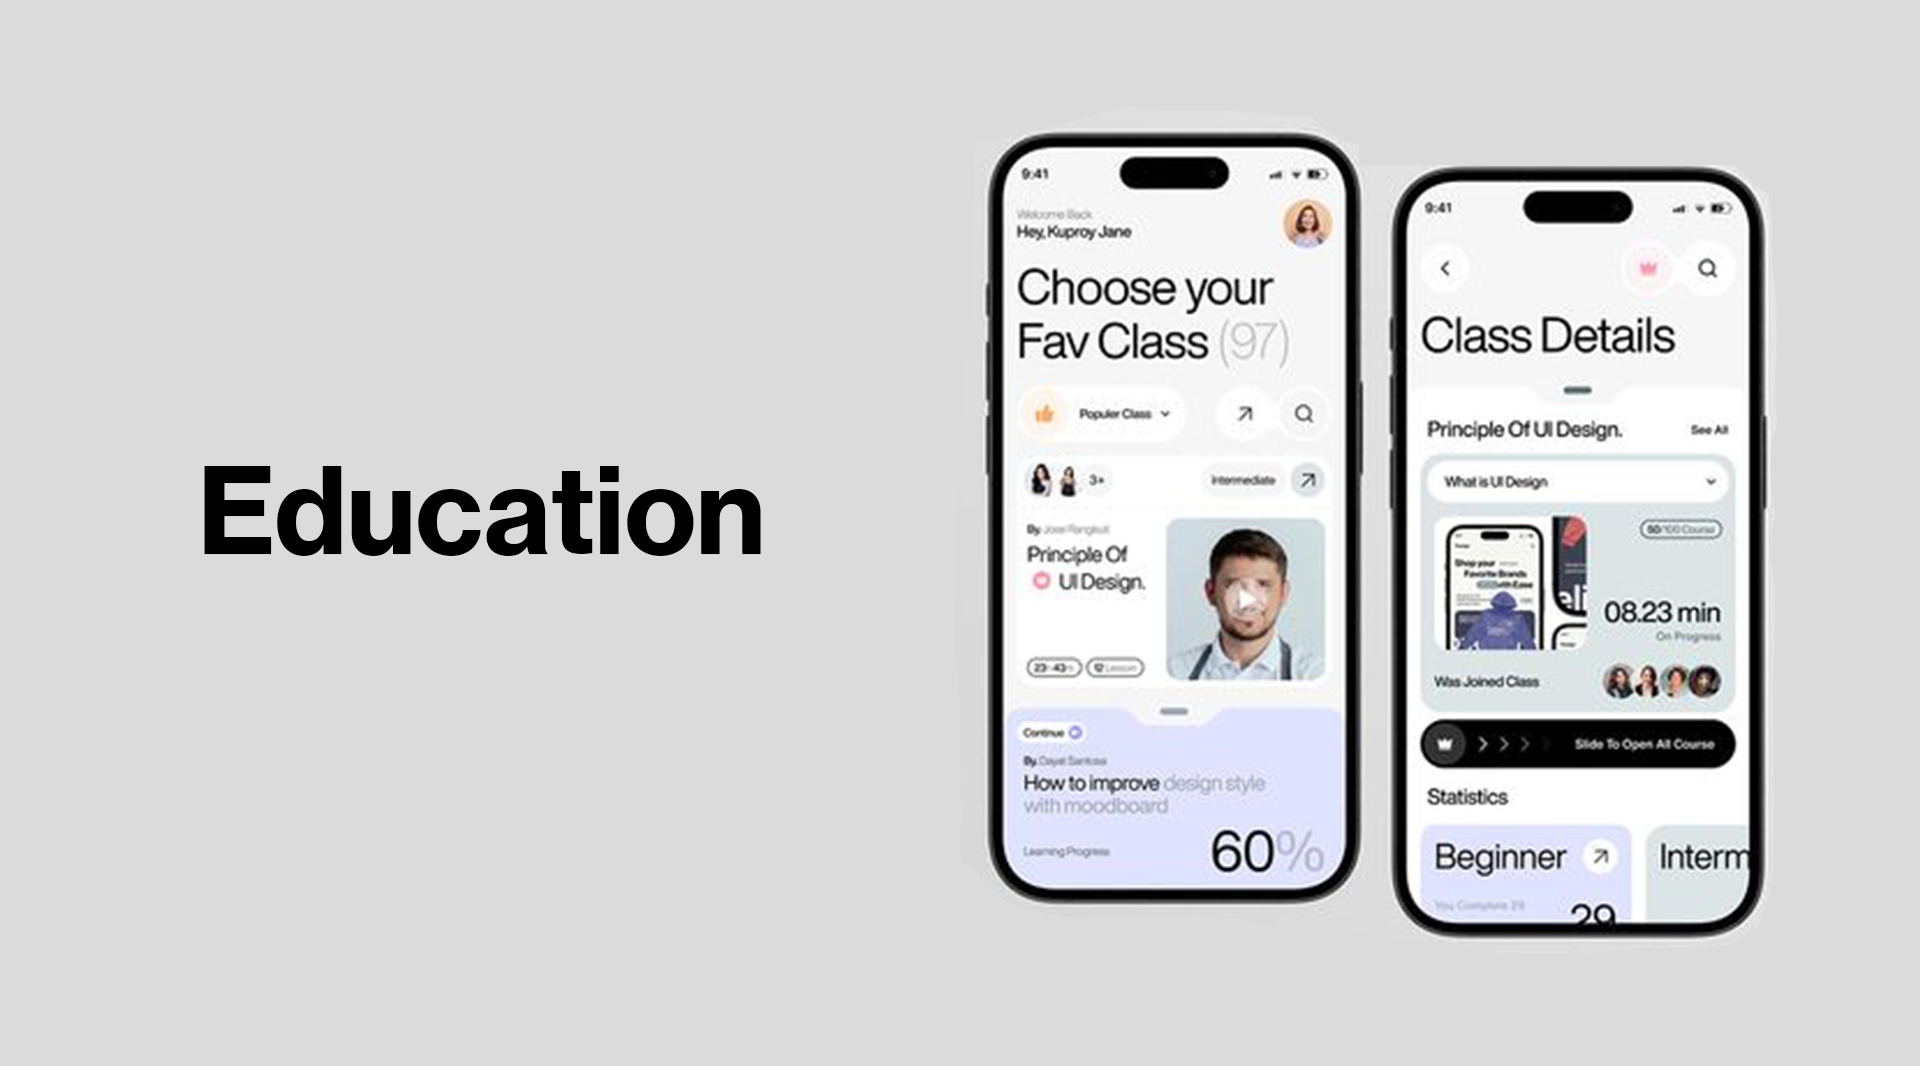 Education
9:41
Welcome Back
Hey, Kuproy Jane
Choose your
Fav Class (97)
Populer Class
3+
Intermediate
By Jose Rangkuti
Principle Of
UI Design.
12 Lesson
Continue
By. Dayat Santosa
How to improve design style
with moodboard
Learning Progress
60%
9:41
Class Details
Principle Of UI Design.
See All
What is UI Design
50/100 Course
Shop your
Favorite Brands
with Ease
08.23 min
On Progress
Was Joined Class
Slide To Open All Course
Statistics
Beginner
Interm
You Complete 29
29